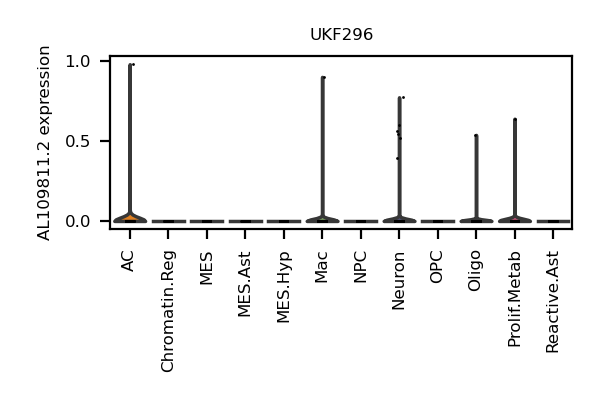 UKF296
AL109811.2 expression
1.0
0.5
0.0
AC
Chromatin.Reg
MES
MES.Ast
MES.Hyp
Mac
NPC
Neuron
OPC
Oligo
Prolif.Metab
Reactive.Ast